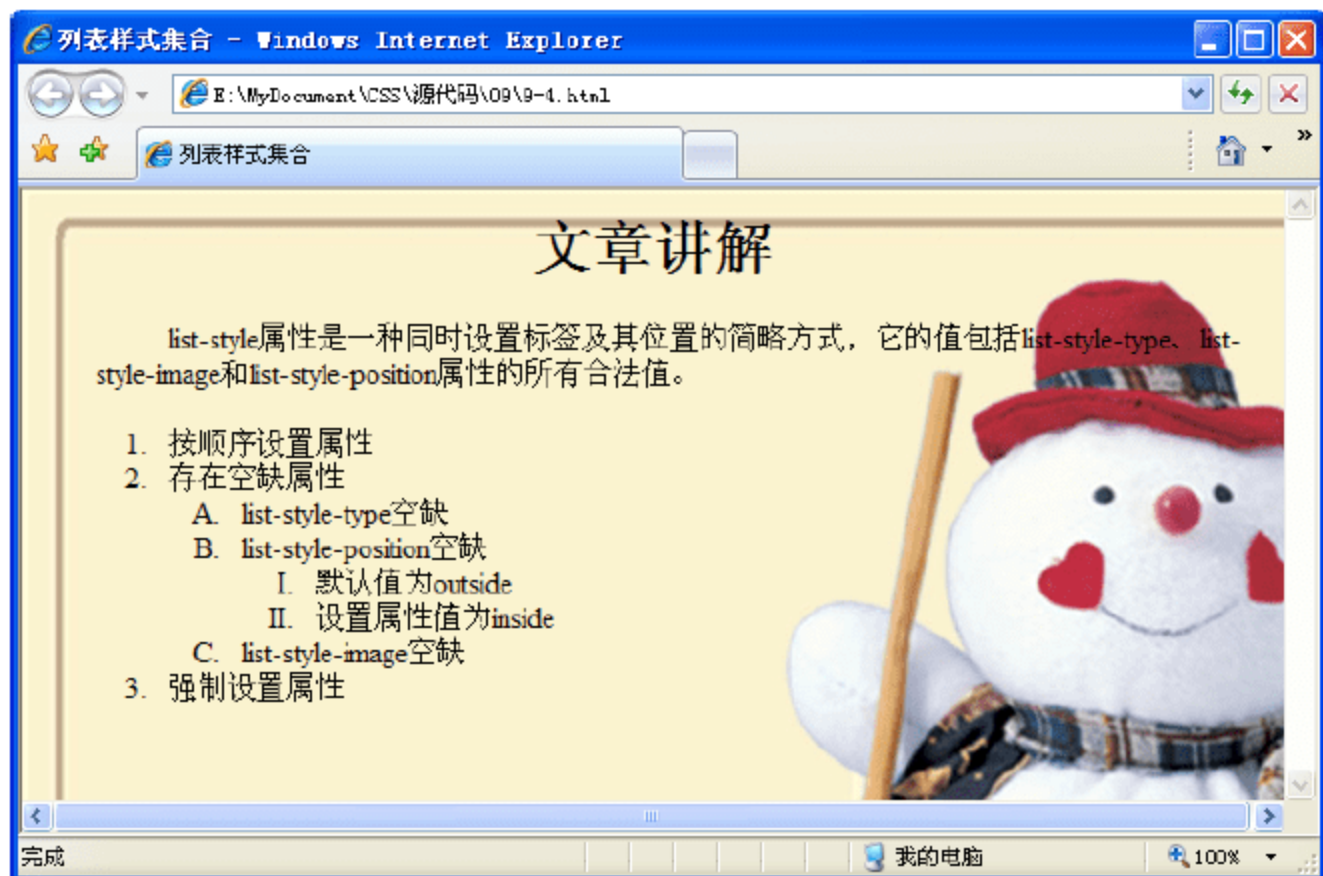 列表样式集合 - Windows Internet Explorer
E:\MyDocument\CSS\源代码\09\9-4.html
列表样式集合
文章讲解
list-style属性是一种同时设置标签及其位置的简略方式，它的值包括list-style-type、list-
style-image和list-style-position属性的所有合法值。
1. 按顺序设置属性
2. 存在空缺属性
A. list-style-type空缺
B. list-style-position空缺
I. 默认值为outside
II. 设置属性值为inside
C. list-style-image空缺
3. 强制设置属性
完成 我的电脑 100%